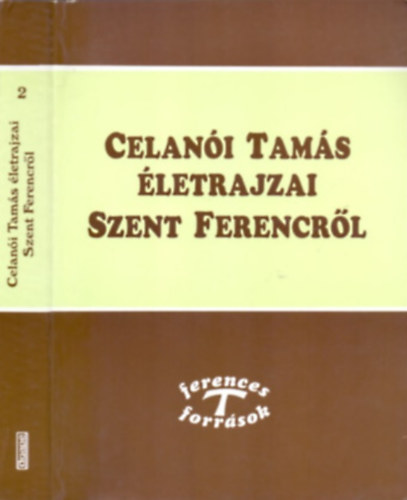 CELANÓI TAMÁS
ÉLETRAJZAI
SZENT FERENCRŐL
ferences
T
források
2
Celanói Tamás életrajzai
Szent Ferencről